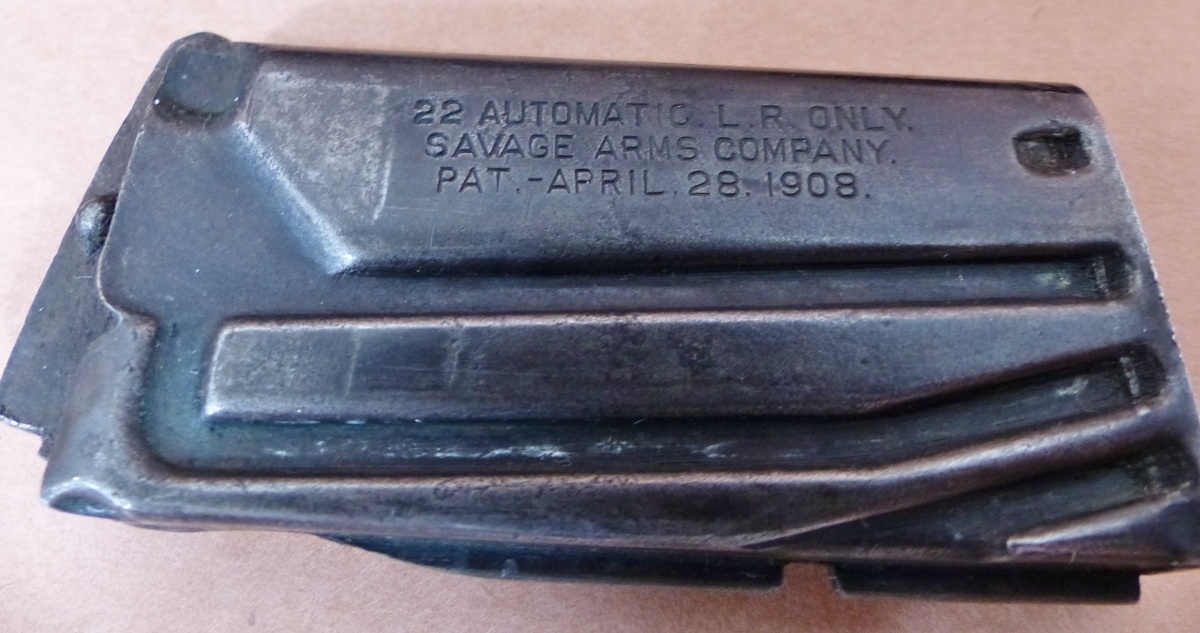 22 AUTOMATIC. L.R. ONLY.
SAVAGE ARMS COMPANY.
PAT.-APRIL. 28. 1908.